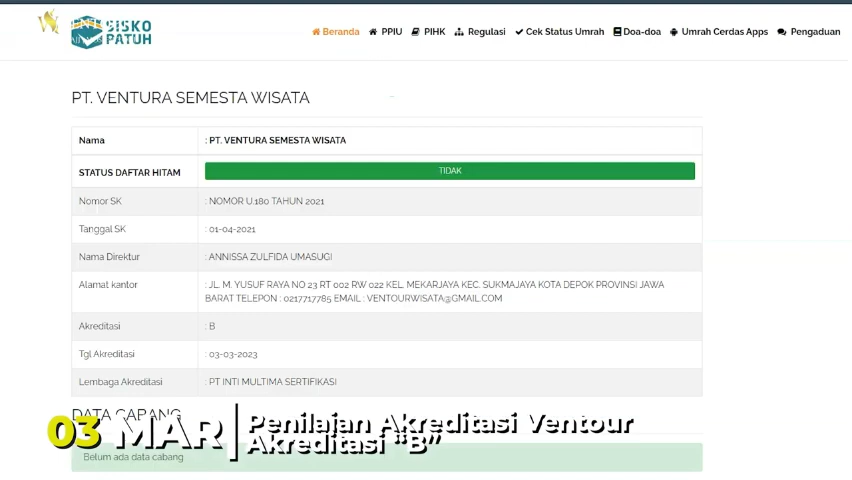 SISKO
PATUH
Beranda PPIU PIHK Regulasi Cek Status Umrah Doa-doa Umrah Cerdas Apps Pengaduan
PT. VENTURA SEMESTA WISATA
Nama : PT. VENTURA SEMESTA WISATA
STATUS DAFTAR HITAM TIDAK
Nomor SK : NOMOR U.180 TAHUN 2021
Tanggal SK : 01-04-2021
Nama Direktur : ANNISSA ZULFIDA UMASUGI
Alamat kantor : JL. M. YUSUF RAYA NO 23 RT 002 RW 022 KEL. MEKARJAYA KEC. SUKMAJAYA KOTA DEPOK PROVINSI JAWA
BARAT TELEPON : 0217717785 EMAIL : VENTOURWISATA@GMAIL.COM
Akreditasi : B
Tgl Akreditasi : 03-03-2023
Lembaga Akreditasi : PT INTI MULTIMA SERTIFIKASI
DATA CABANG
03 MAR Penilaian Akreditasi Ventour
Akreditasi “B”
Belum ada data cabang